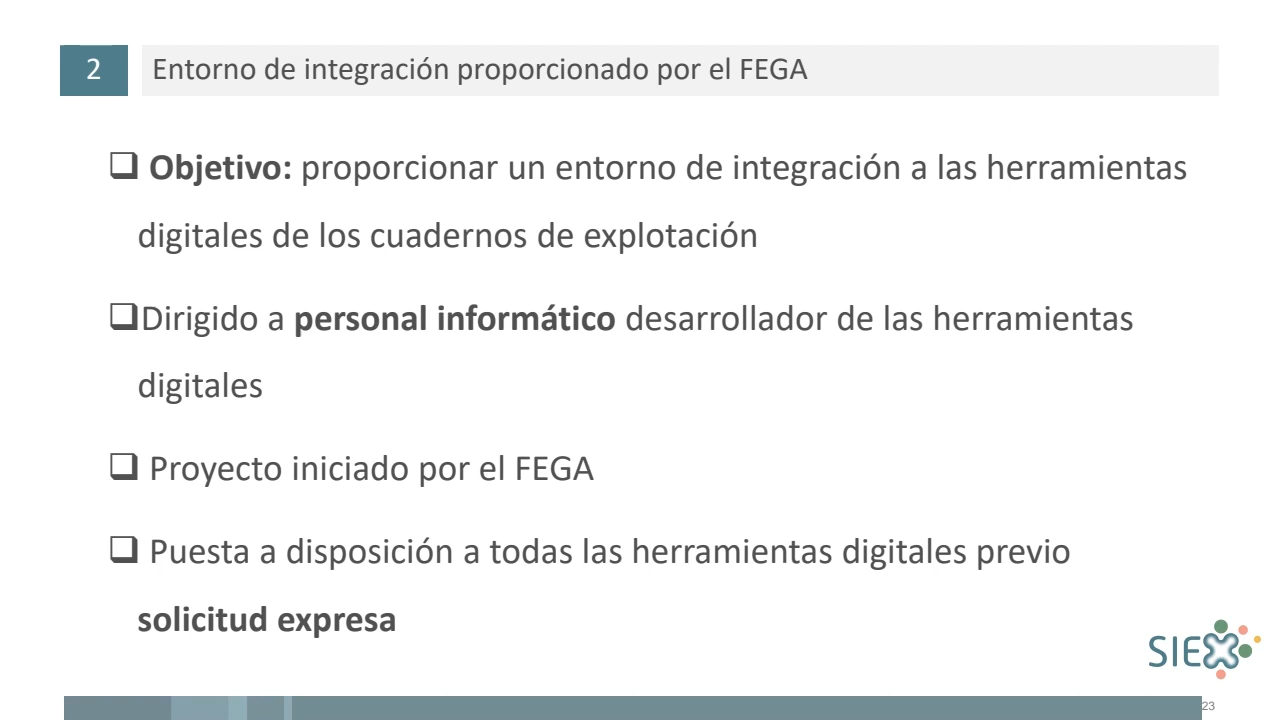 2
Entorno de integración proporcionado por el FEGA
Objetivo: proporcionar un entorno de integración a las herramientas
digitales de los cuadernos de explotación
Dirigido a personal informático desarrollador de las herramientas
digitales
Proyecto iniciado por el FEGA
Puesta a disposición a todas las herramientas digitales previo
solicitud expresa
SIEX
23